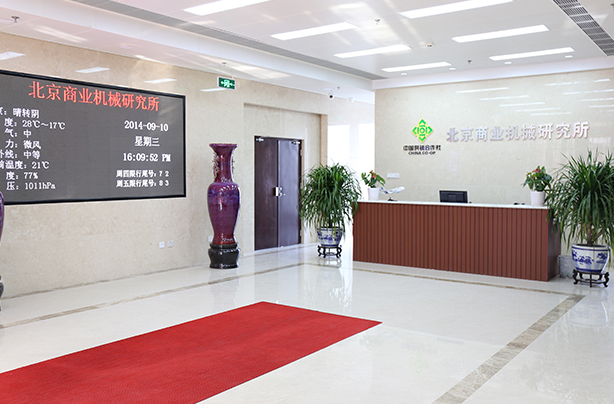 北京商业机械研究所
：晴转阴
度：28℃～17℃
气：中
力：微风
外线：中等
温度：21℃
度：77%
压：1011hPa
2014-09-10
星期三
16:09:52 PM
周四限行尾号：7 2
周五限行尾号：8 3
中国供销合作社
CHINA CO-OP
北京商业机械研究所